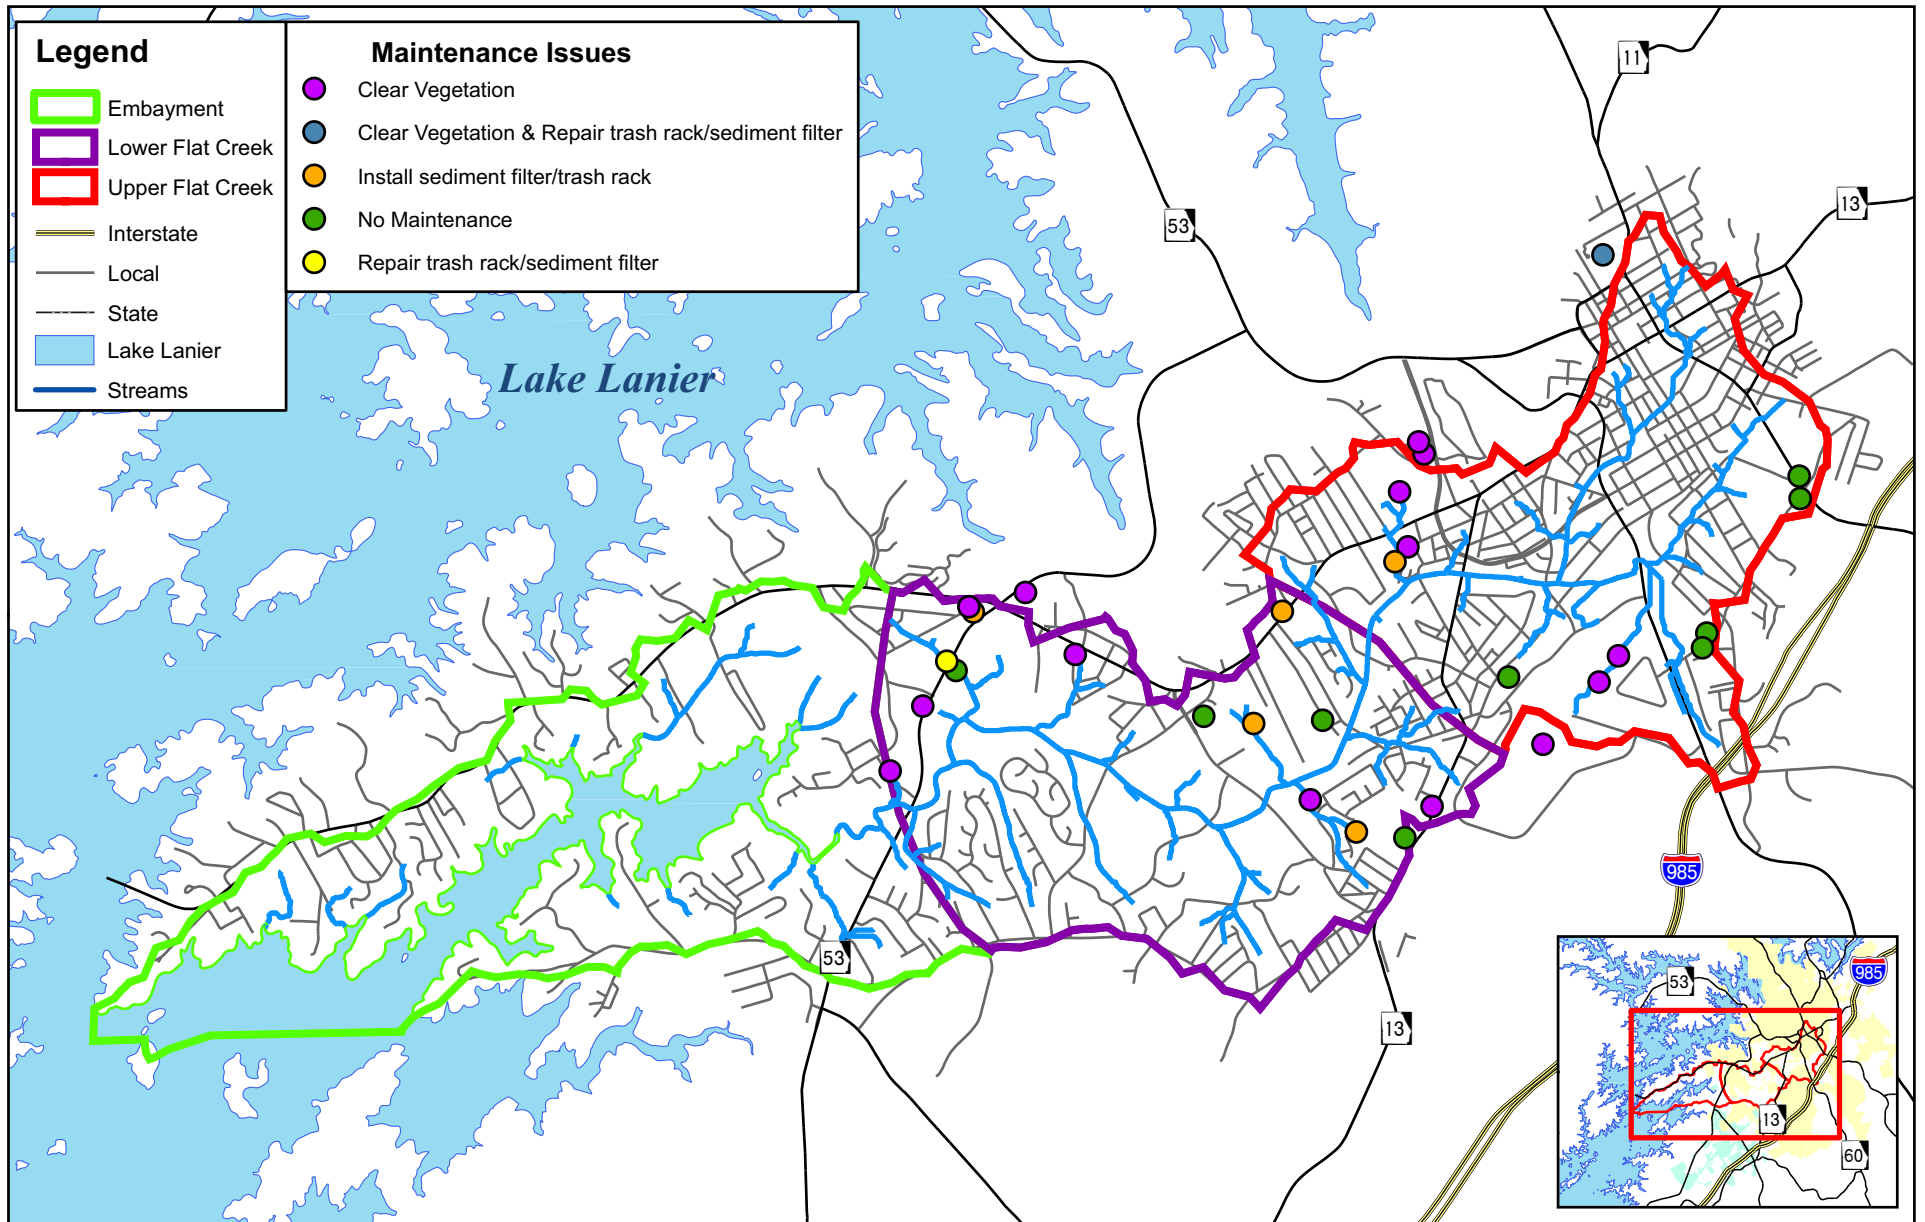 Legend
Embayment
Lower Flat Creek
Upper Flat Creek
Interstate
Local
State
Lake Lanier
Streams
Maintenance Issues
Clear Vegetation
Clear Vegetation & Repair trash rack/sediment filter
Install sediment filter/trash rack
No Maintenance
Repair trash rack/sediment filter
11
13
53
Lake Lanier
985
53
13
53
985
13
60